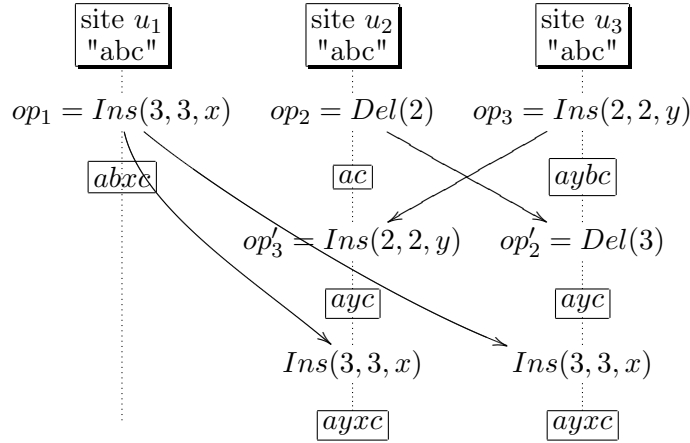 site u₁ site u₂ site u₃
"abc" "abc" "abc"
op₁ = Ins(3, 3, x) op₂ = Del(2) op₃ = Ins(2, 2, y)
abxc ac aybc
op′₃ = Ins(2, 2, y) op′₂ = Del(3)
ayc ayc
Ins(3, 3, x) Ins(3, 3, x)
ayxc ayxc